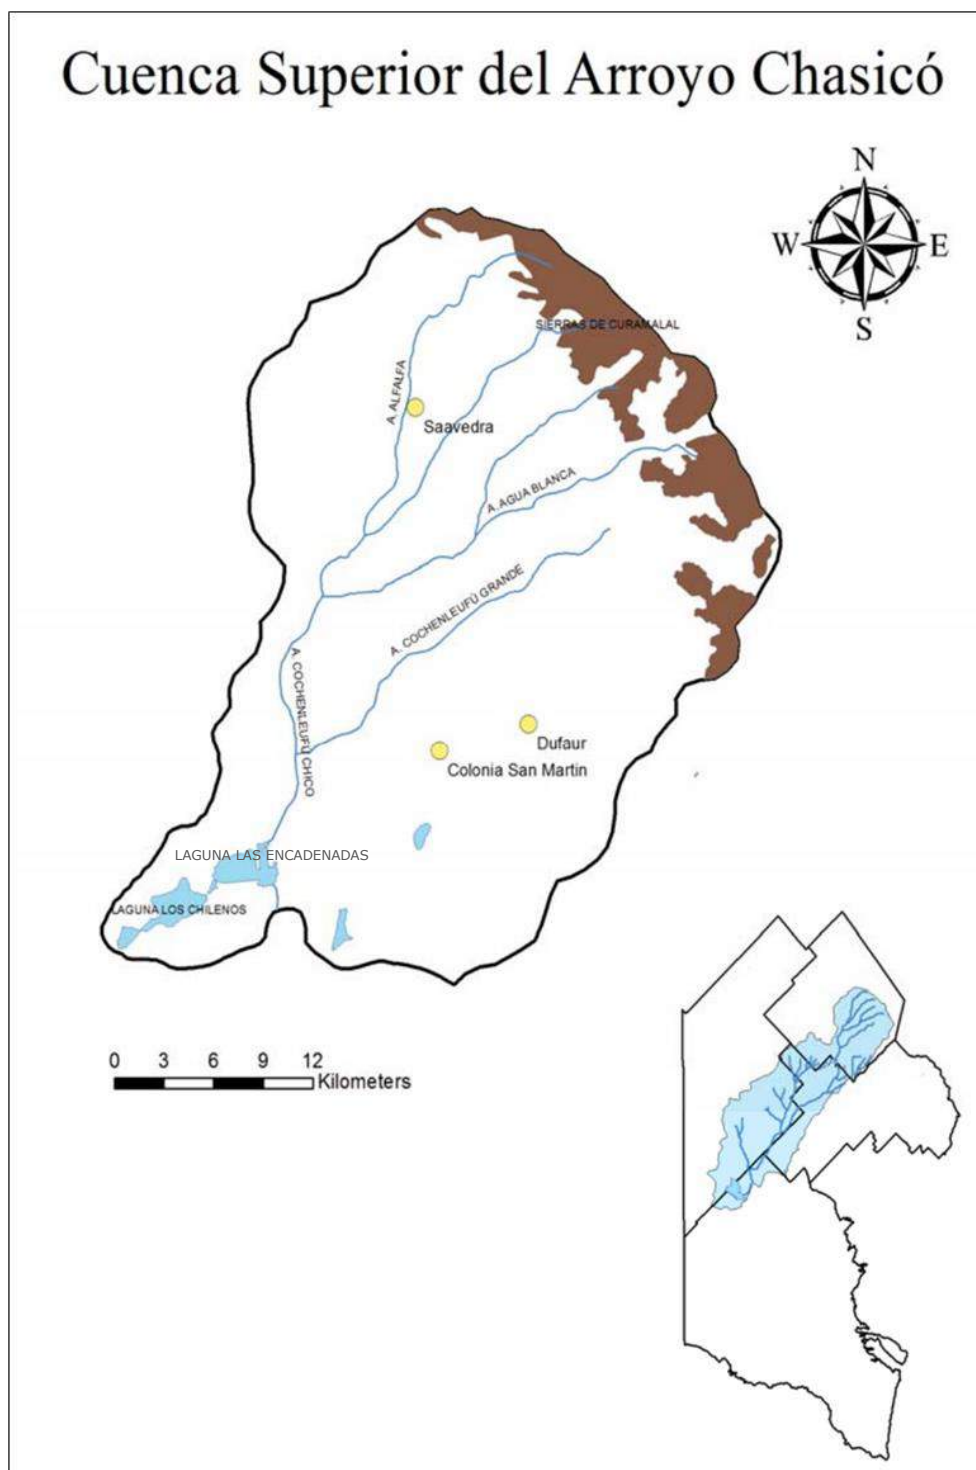 Cuenca Superior del Arroyo Chasicó
N
W E
S
SIERRAS DE CURAMALAL
A. ALFALFA
Saavedra
A. AGUA BLANCA
A. COCHENLEUFÚ GRANDE
A. COCHENLEUFÚ CHICO
Dufaur
Colonia San Martin
LAGUNA LAS ENCADENADAS
LAGUNA LOS CHILENOS
0 3 6 9 12
Kilometers